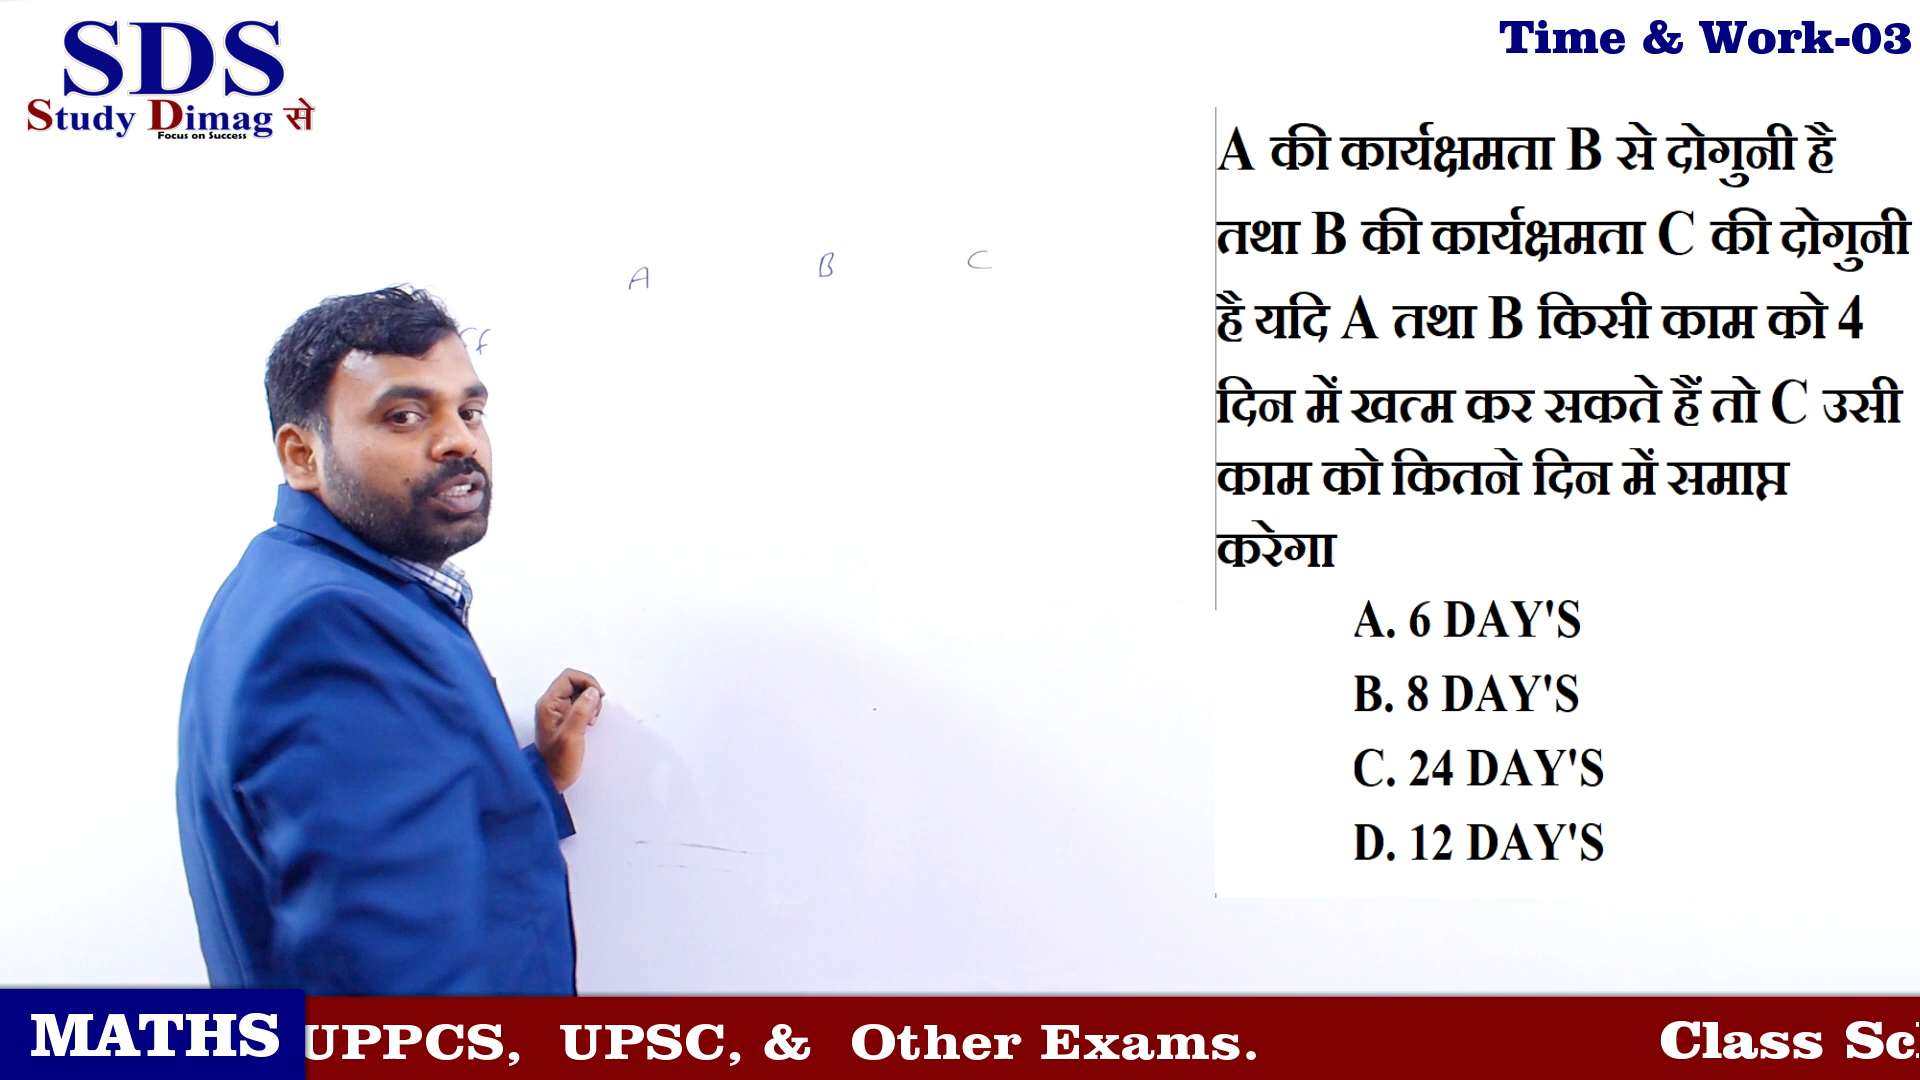 SDS
Study Dimag से
Focus on Success
Time & Work-03
A की कार्यक्षमता B से दोगुनी है
तथा B की कार्यक्षमता C की दोगुनी
है यदि A तथा B किसी काम को 4
दिन में खत्म कर सकते हैं तो C उसी
काम को कितने दिन में समाप्त
करेगा
A. 6 DAY'S
B. 8 DAY'S
C. 24 DAY'S
D. 12 DAY'S
A B C
MATHS
UPPCS, UPSC, & Other Exams.
Class